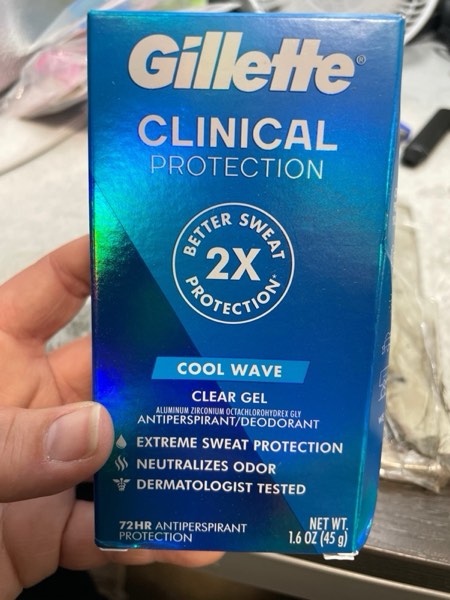 Gillette®
CLINICAL
PROTECTION
BETTER SWEAT
2X
PROTECTION*
COOL WAVE
CLEAR GEL
ALUMINUM ZIRCONIUM OCTACHLOROHYDREX GLY
ANTIPERSPIRANT/DEODORANT
EXTREME SWEAT PROTECTION
NEUTRALIZES ODOR
DERMATOLOGIST TESTED
72HR ANTIPERSPIRANT
PROTECTION
NET WT.
1.6 OZ (45 g)